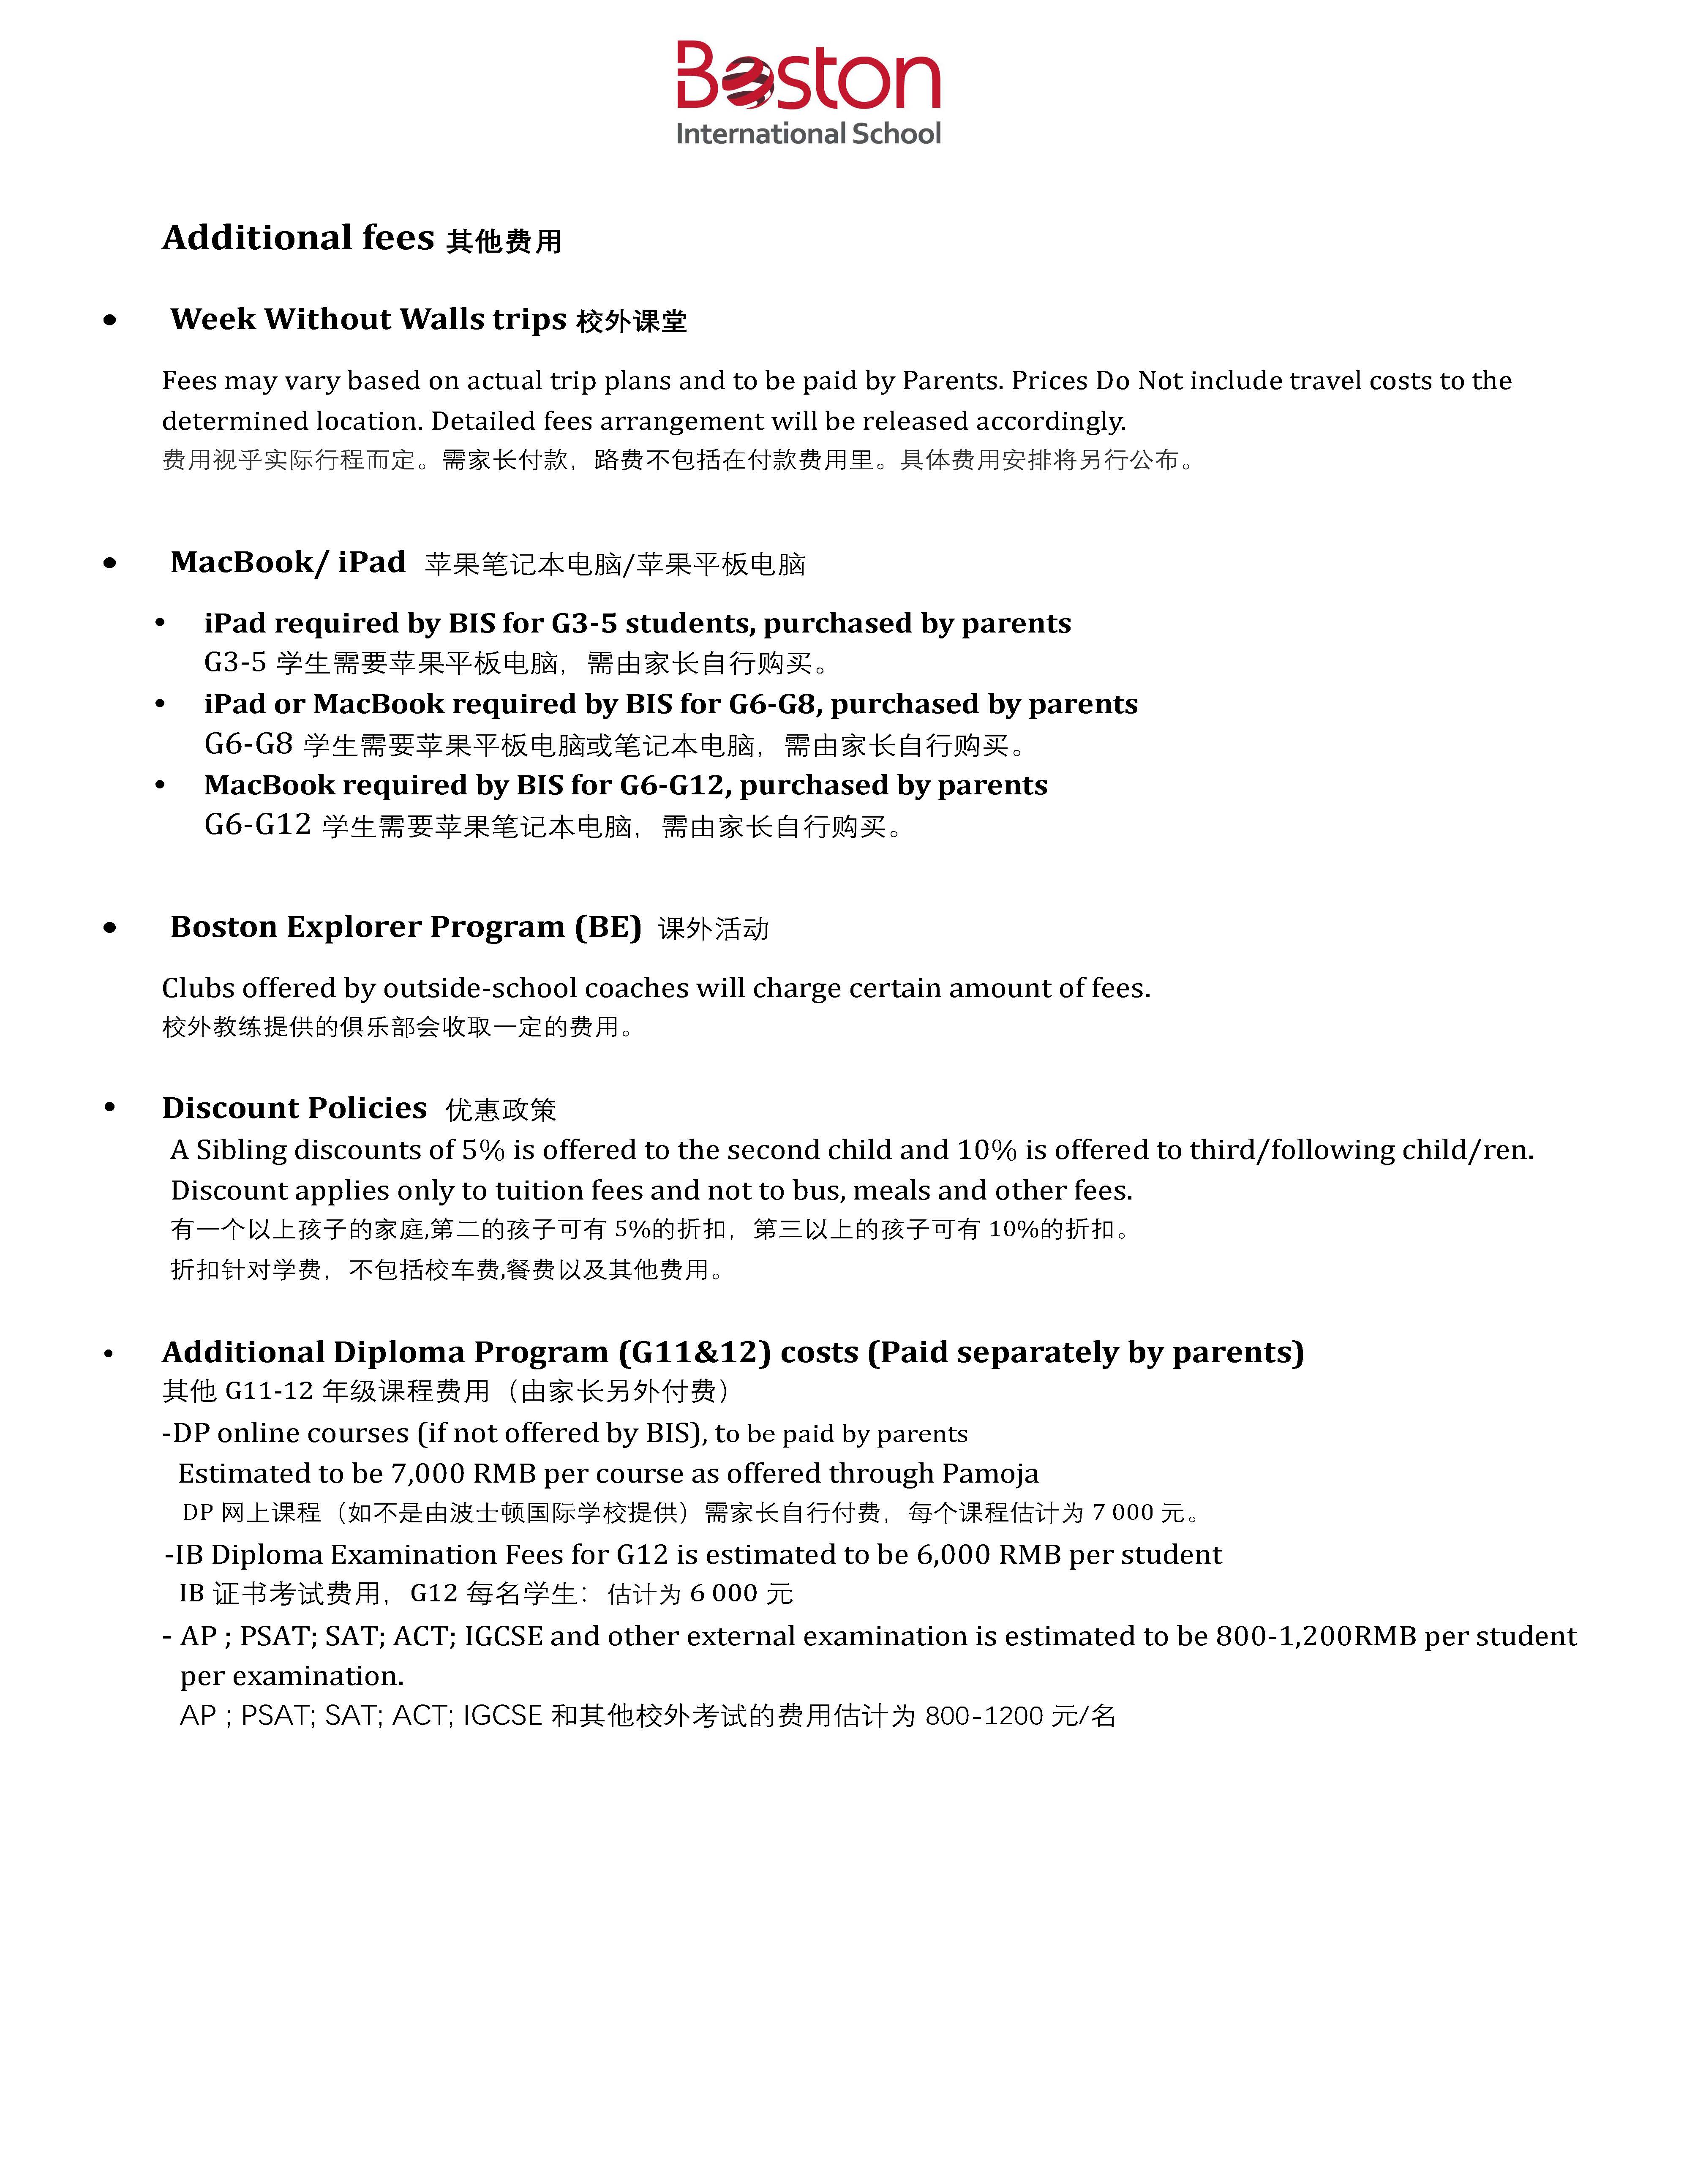 Boston
International School
Additional fees 其他费用
• Week Without Walls trips 校外课堂
Fees may vary based on actual trip plans and to be paid by Parents. Prices Do Not include travel costs to the
determined location. Detailed fees arrangement will be released accordingly.
费用视乎实际行程而定。需家长付款，路费不包括在付款费用里。具体费用安排将另行公布。
• MacBook/ iPad 苹果笔记本电脑/苹果平板电脑
• iPad required by BIS for G3-5 students, purchased by parents
G3-5 学生需要苹果平板电脑，需由家长自行购买。
• iPad or MacBook required by BIS for G6-G8, purchased by parents
G6-G8 学生需要苹果平板电脑或笔记本电脑，需由家长自行购买。
• MacBook required by BIS for G6-G12, purchased by parents
G6-G12 学生需要苹果笔记本电脑，需由家长自行购买。
• Boston Explorer Program (BE) 课外活动
Clubs offered by outside-school coaches will charge certain amount of fees.
校外教练提供的俱乐部会收取一定的费用。
• Discount Policies 优惠政策
A Sibling discounts of 5% is offered to the second child and 10% is offered to third/following child/ren.
Discount applies only to tuition fees and not to bus, meals and other fees.
有一个以上孩子的家庭,第二的孩子可有 5%的折扣，第三以上的孩子可有 10%的折扣。
折扣针对学费，不包括校车费,餐费以及其他费用。
• Additional Diploma Program (G11&12) costs (Paid separately by parents)
其他 G11-12 年级课程费用（由家长另外付费）
-DP online courses (if not offered by BIS), to be paid by parents
Estimated to be 7,000 RMB per course as offered through Pamoja
DP 网上课程（如不是由波士顿国际学校提供）需家长自行付费，每个课程估计为 7 000 元。
-IB Diploma Examination Fees for G12 is estimated to be 6,000 RMB per student
IB 证书考试费用，G12 每名学生：估计为 6 000 元
- AP ; PSAT; SAT; ACT; IGCSE and other external examination is estimated to be 800-1,200RMB per student
per examination.
AP ; PSAT; SAT; ACT; IGCSE 和其他校外考试的费用估计为 800-1200 元/名